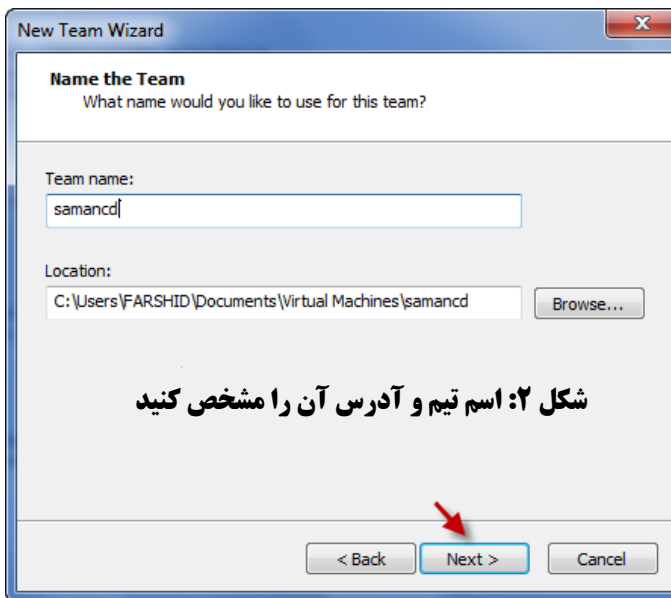 New Team Wizard
Name the Team
What name would you like to use for this team?
Team name:
samancd
Location:
C:\Users\FARSHID\Documents\Virtual Machines\samancd
Browse...
شکل ۲: اسم تیم و آدرس آن را مشخص کنید
< Back
Next >
Cancel